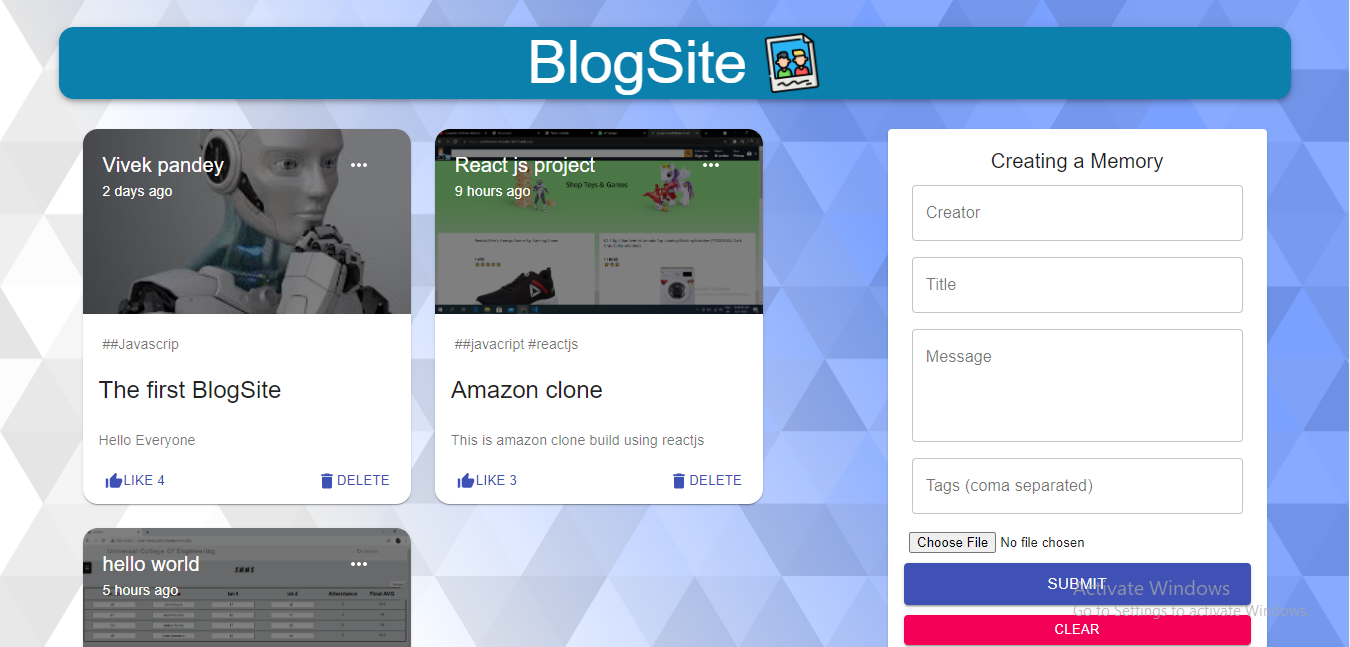 BlogSite
Vivek pandey
2 days ago
##Javascrip
The first BlogSite
Hello Everyone
LIKE 4
DELETE
React js project
9 hours ago
Shop Toys & Games
##javacript #reactjs
Amazon clone
This is amazon clone build using reactjs
LIKE 3
DELETE
Universal College Of Engineering
hello world
5 hours ago
Creating a Memory
Creator
Title
Message
Tags (coma separated)
Choose File No file chosen
SUBMIT
CLEAR
Activate Windows
Go to Settings to activate Windows.